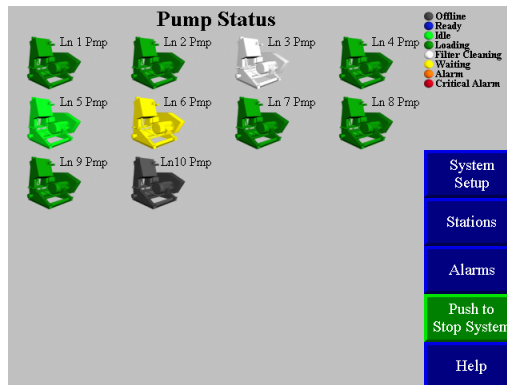 Pump Status
Ln 1 Pmp
Ln 2 Pmp
Ln 3 Pmp
Ln 4 Pmp
Ln 5 Pmp
Ln 6 Pmp
Ln 7 Pmp
Ln 8 Pmp
Ln 9 Pmp
Ln10 Pmp
Offline
Ready
Idle
Loading
Filter Cleaning
Waiting
Alarm
Critical Alarm
System
Setup
Stations
Alarms
Push to
Stop System
Help